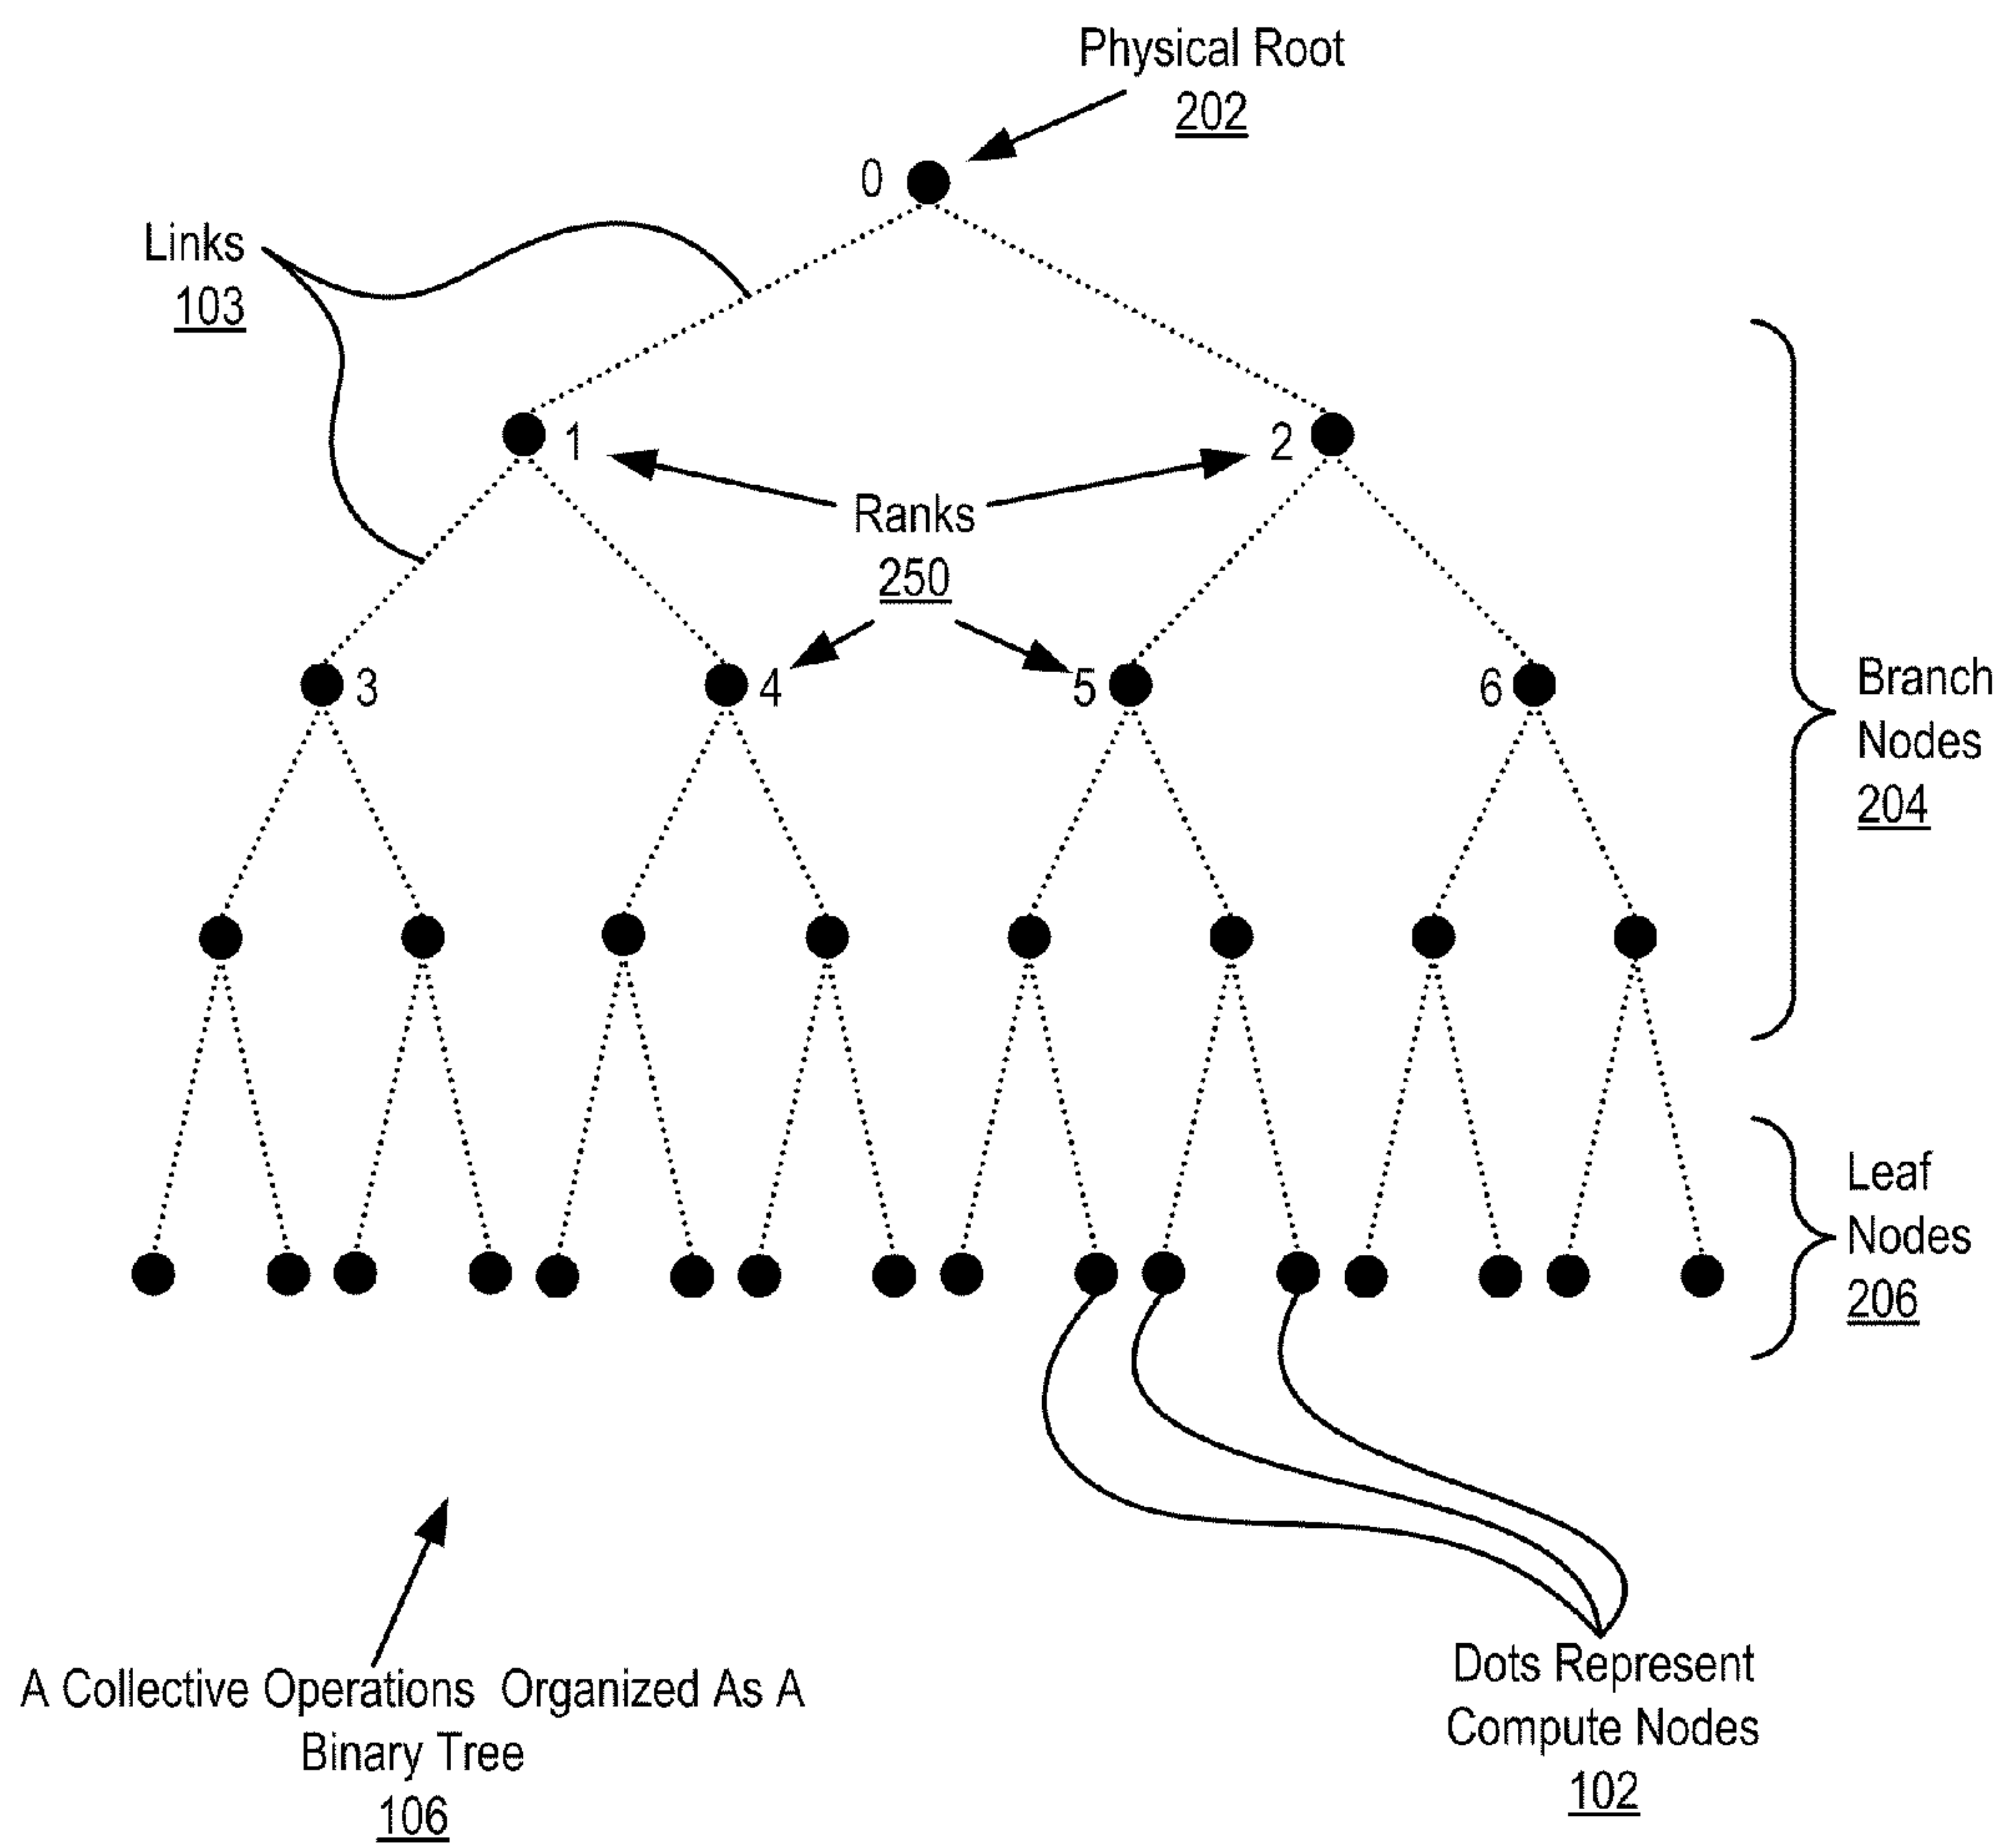 Physical Root
202
0
Links
103
1
2
Ranks
250
3
4
5
6
Branch
Nodes
204
Leaf
Nodes
206
A Collective Operations Organized As A
Binary Tree
106
Dots Represent
Compute Nodes
102